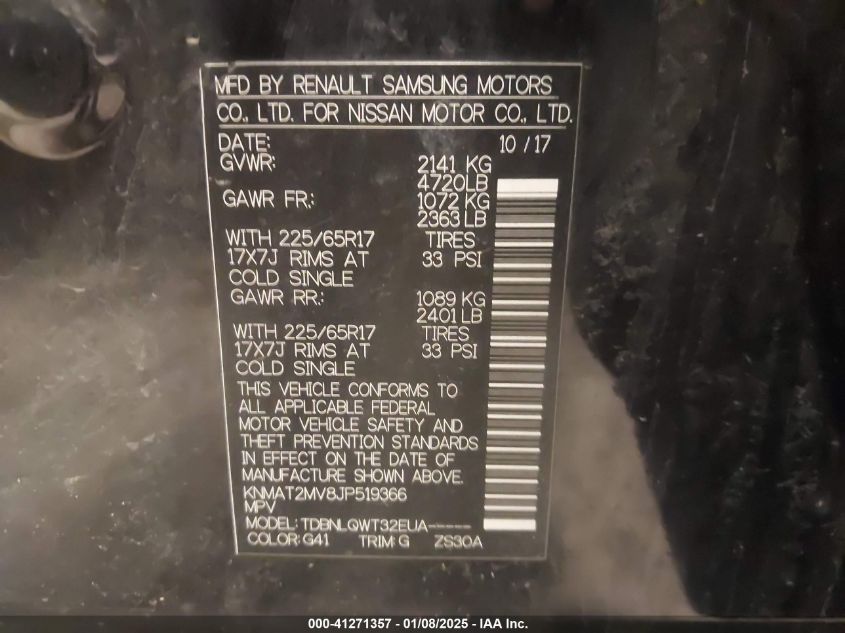 MFD BY RENAULT SAMSUNG MOTORS
CO., LTD. FOR NISSAN MOTOR CO., LTD.
DATE: 10 / 17
GVWR: 2141 KG
4720LB
GAWR FR: 1072 KG
2363 LB
WITH 225/65R17 TIRES
17X7J RIMS AT 33 PSI
COLD SINGLE
GAWR RR: 1089 KG
2401 LB
WITH 225/65R17 TIRES
17X7J RIMS AT 33 PSI
COLD SINGLE
THIS VEHICLE CONFORMS TO
ALL APPLICABLE FEDERAL
MOTOR VEHICLE SAFETY AND
THEFT PREVENTION STANDARDS
IN EFFECT ON THE DATE OF
MANUFACTURE SHOWN ABOVE.
KNMAT2MV8JP519366
MPV
MODEL: TDBNLQWT32EUA-----
COLOR: G41 TRIM: G ZS30A
000-41271357 - 01/08/2025 - IAA Inc.